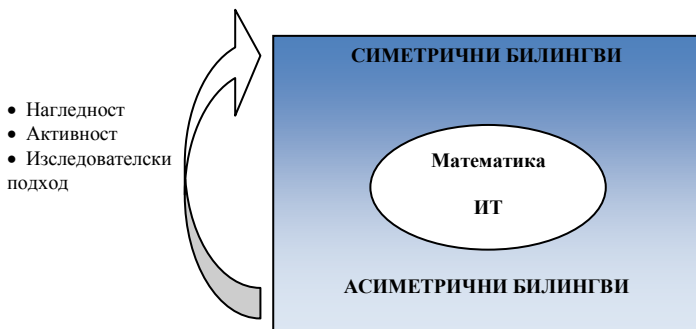 СИМЕТРИЧНИ БИЛИНГВИ
• Нагледност
• Активност
• Изследователски
подход
Математика
ИТ
АСИМЕТРИЧНИ БИЛИНГВИ